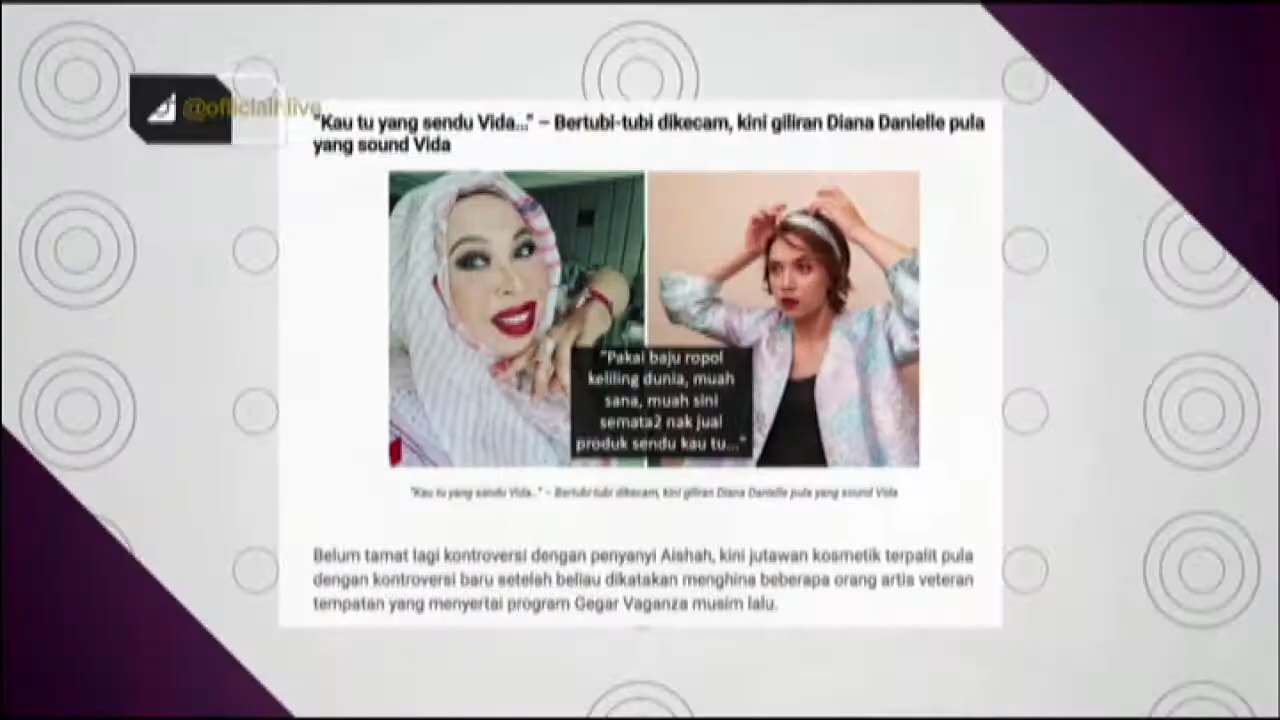 @officialh.live
"Kau tu yang sendu Vida..." – Bertubi-tubi dikecam, kini giliran Diana Danielle pula
yang sound Vida
"Pakai baju ropol
keliling dunia, muah
sana, muah sini
semata2 nak jual
produk sendu kau tu..."
"Kau tu yang sendu Vida..." – Bertubi-tubi dikecam, kini giliran Diana Danielle pula yang sound Vida
Belum tamat lagi kontroversi dengan penyanyi Aishah, kini jutawan kosmetik terpalit pula
dengan kontroversi baru setelah beliau dikatakan menghina beberapa orang artis veteran
tempatan yang menyertai program Gegar Vaganza musim lalu.